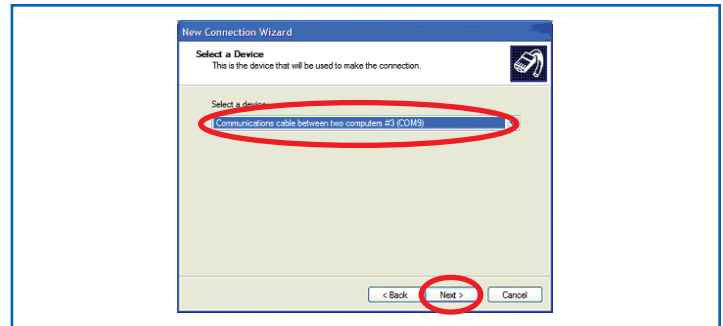 New Connection Wizard
Select a Device
This is the device that will be used to make the connection.
Select a device:
Communications cable between two computers #3 (COM9)
< Back Next > Cancel